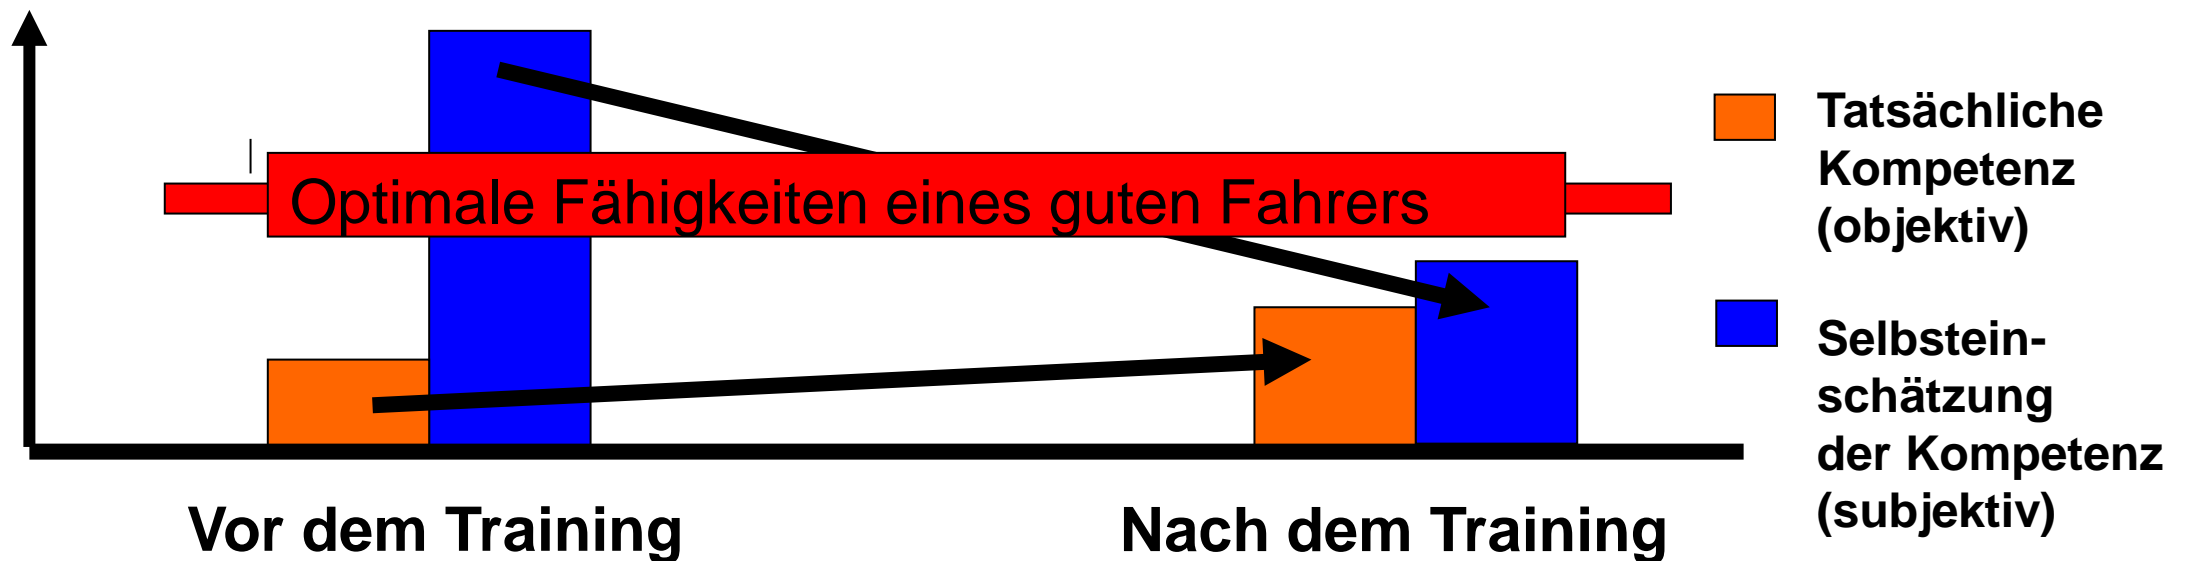 Optimale Fähigkeiten eines guten Fahrers
Vor dem Training
Nach dem Training
Tatsächliche
Kompetenz
(objektiv)
Selbstein-
schätzung
der Kompetenz
(subjektiv)